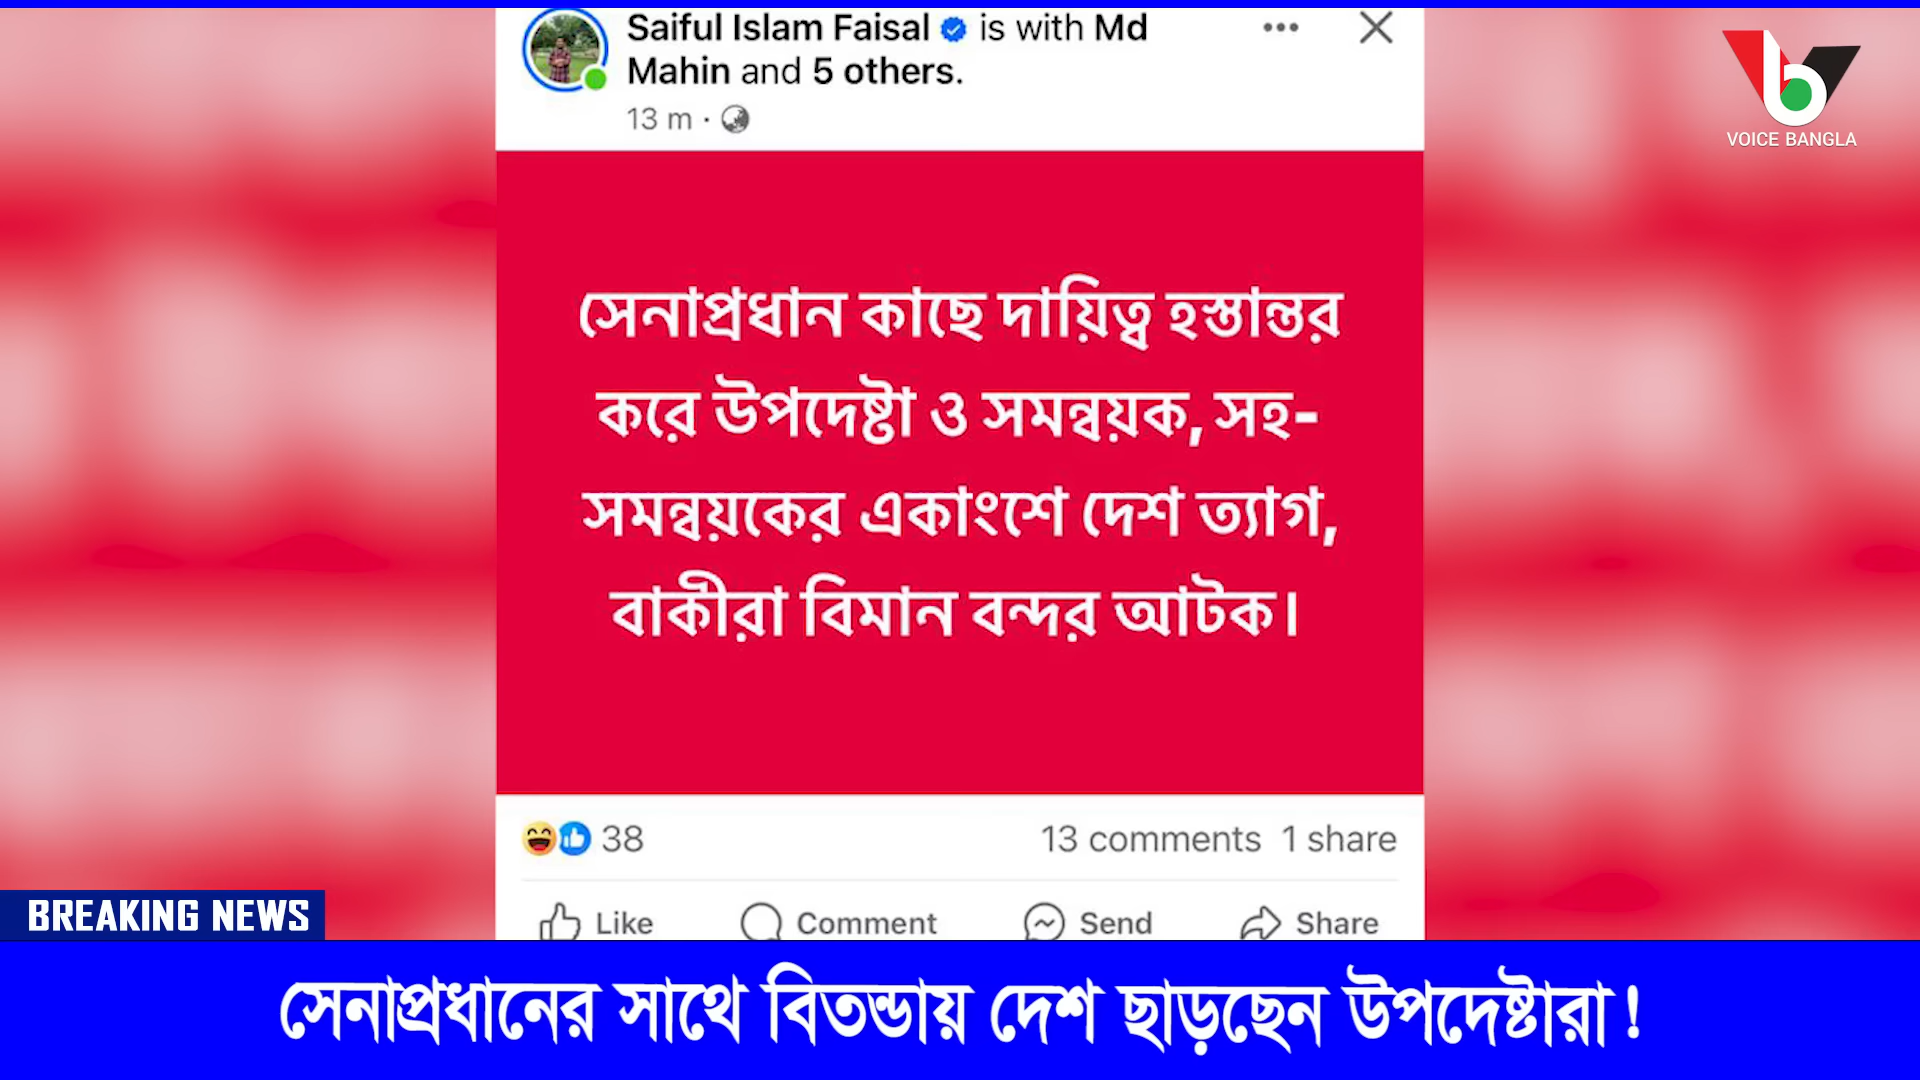 Saiful Islam Faisal is with Md
Mahin and 5 others.
13 m ·
VOICE BANGLA
সেনাপ্রধান কাছে দায়িত্ব হস্তান্তর
করে উপদেষ্টা ও সমন্বয়ক, সহ-
সমন্বয়কের একাংশে দেশ ত্যাগ,
বাকীরা বিমান বন্দর আটক।
38
13 comments 1 share
Like Comment Send Share
BREAKING NEWS
সেনাপ্রধানের সাথে বিতন্ডায় দেশ ছাড়ছেন উপদেষ্টারা!